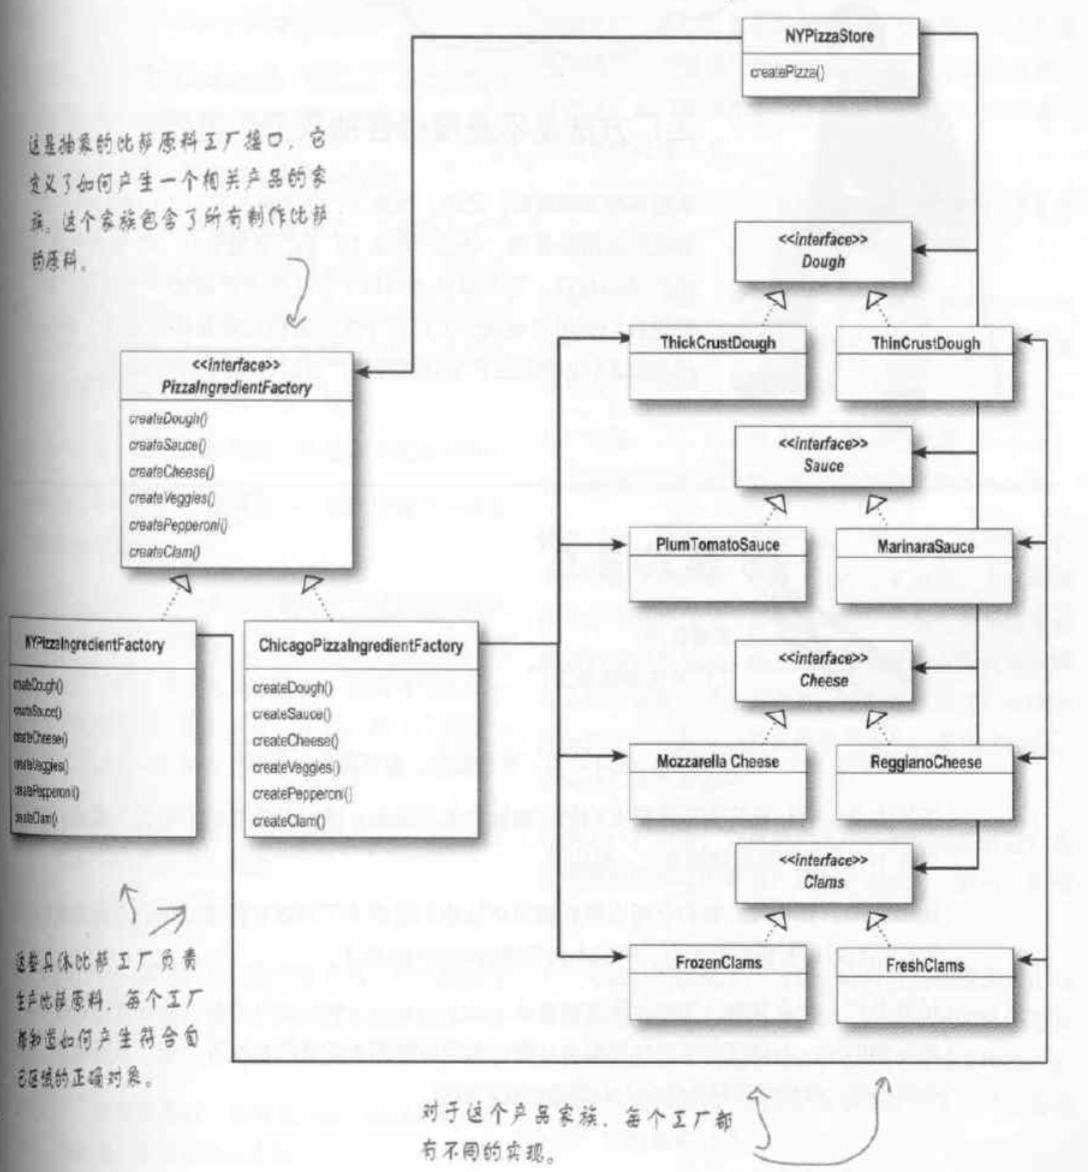 NYPizzaStore
createPizza()
这是抽象的比萨原料工厂接口，它
定义了如何产生一个相关产品的家
族。这个家族包含了所有制作比萨
的原料。
<<interface>>
Dough
ThickCrustDough
ThinCrustDough
<<interface>>
PizzaIngredientFactory
createDough()
createSauce()
createCheese()
createVeggies()
createPepperoni()
createClam()
<<interface>>
Sauce
PlumTomatoSauce
MarinaraSauce
NYPizzaIngredientFactory
createDough()
createSauce()
createCheese()
createVeggies()
createPepperoni()
createClam()
ChicagoPizzaIngredientFactory
createDough()
createSauce()
createCheese()
createVeggies()
createPepperoni()
createClam()
<<interface>>
Cheese
Mozzarella Cheese
ReggianoCheese
<<interface>>
Clams
FrozenClams
FreshClams
这些具体比萨工厂负责
生产比萨原料，每个工厂
都知道如何产生符合自
己区域的正确对象。
对于这个产品家族，每个工厂都
有不同的实现。